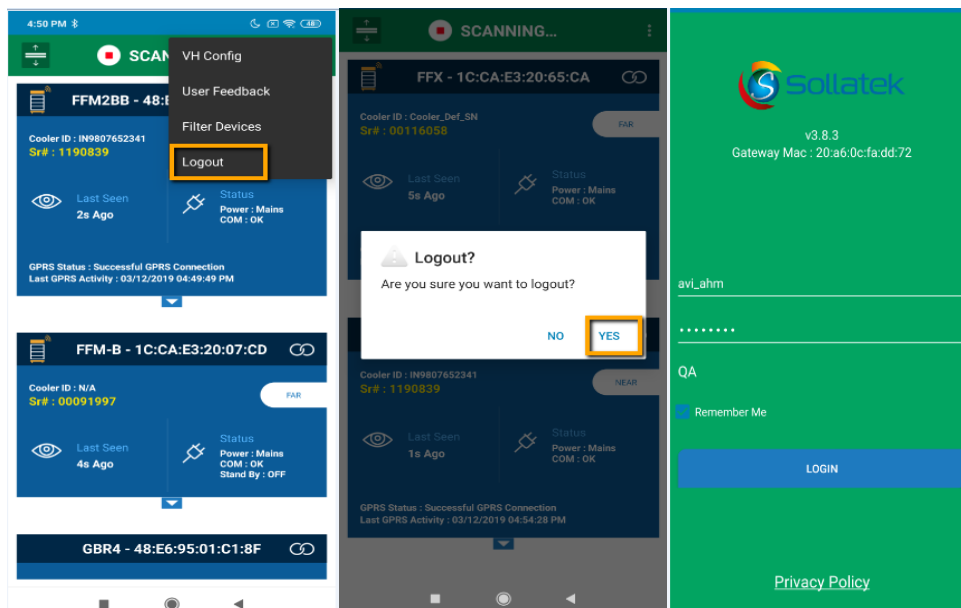 4:50 PM
48
SCAN
VH Config
User Feedback
Filter Devices
Logout
FFM2BB - 48:E
Cooler ID : IN9807652341
Sr# : 1190839
Last Seen
2s Ago
Status
Power : Mains
COM : OK
GPRS Status : Successful GPRS Connection
Last GPRS Activity : 03/12/2019 04:49:49 PM
FFM-B - 1C:CA:E3:20:07:CD
Cooler ID : N/A
Sr# : 00091997
FAR
Last Seen
4s Ago
Status
Power : Mains
COM : OK
Stand By : OFF
GBR4 - 48:E6:95:01:C1:8F
SCANNING...
FFX - 1C:CA:E3:20:65:CA
Cooler ID : Cooler_Def_SN
Sr# : 00116058
FAR
Last Seen
5s Ago
Status
Power : Mains
COM : OK
Logout?
Are you sure you want to logout?
NO
YES
Cooler ID : IN9807652341
Sr# : 1190839
NEAR
Last Seen
1s Ago
Status
Power : Mains
COM : OK
GPRS Status : Successful GPRS Connection
Last GPRS Activity : 03/12/2019 04:54:28 PM
Sollatek
v3.8.3
Gateway Mac : 20:a6:0c:fa:dd:72
avi_ahm
........
QA
Remember Me
LOGIN
Privacy Policy